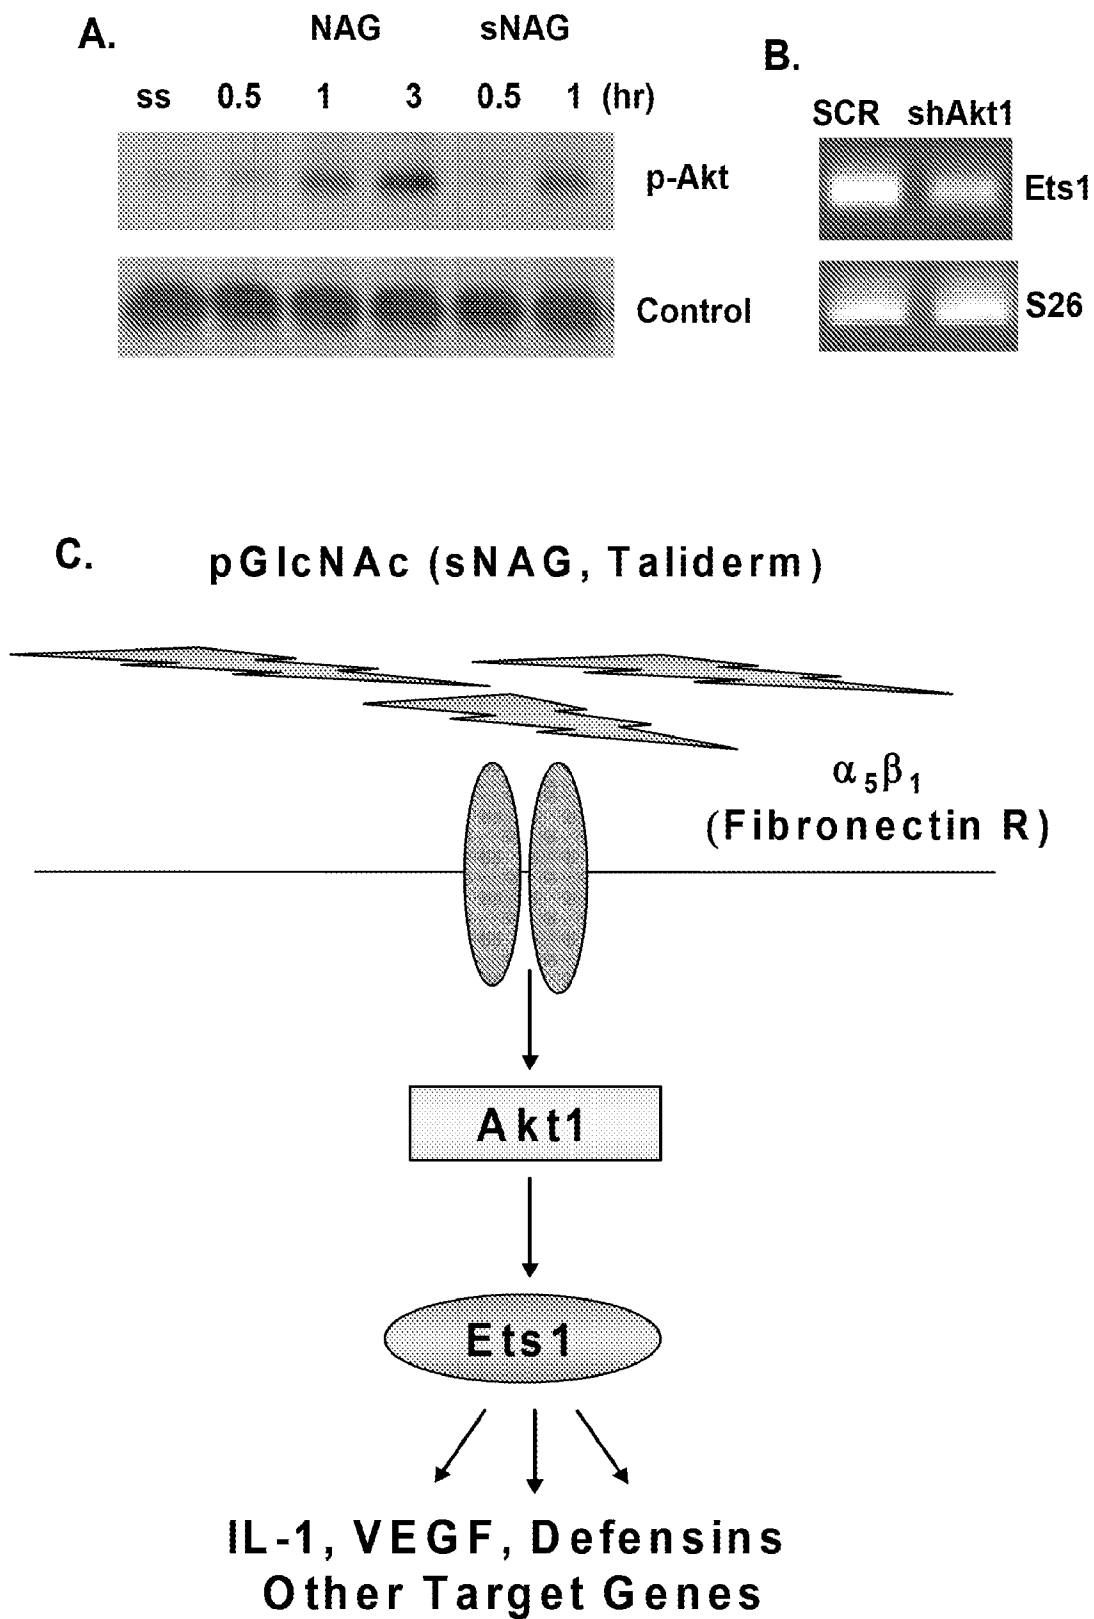 A.
NAG sNAG
ss 0.5 1 3 0.5 1 (hr)
p-Akt
Control
B.
SCR shAkt1
Ets1
S26
C.
pGlcNAc (sNAG, Taliderm)
α5β1
(Fibronectin R)
Akt1
Ets1
IL-1, VEGF, Defensins
Other Target Genes